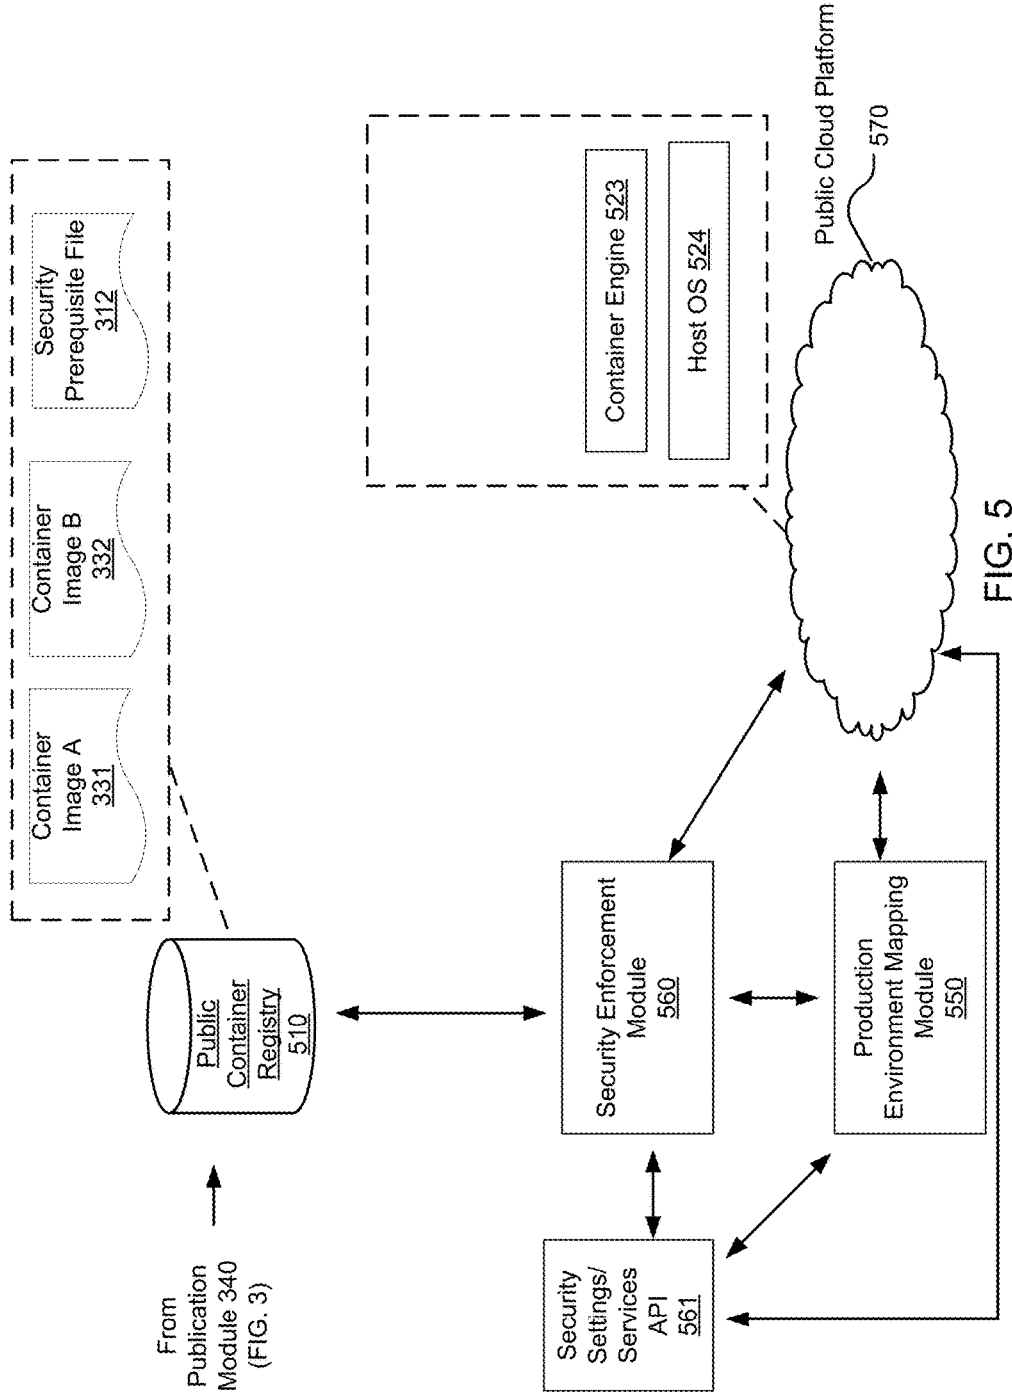 From
Publication
Module 340
(FIG. 3)
Public
Container
Registry
510
Container
Image A
331
Container
Image B
332
Security
Prerequisite File
312
Security
Settings/
Services
API
561
Security Enforcement
Module
560
Production
Environment Mapping
Module
550
Container Engine 523
Host OS 524
Public Cloud Platform
570
FIG. 5